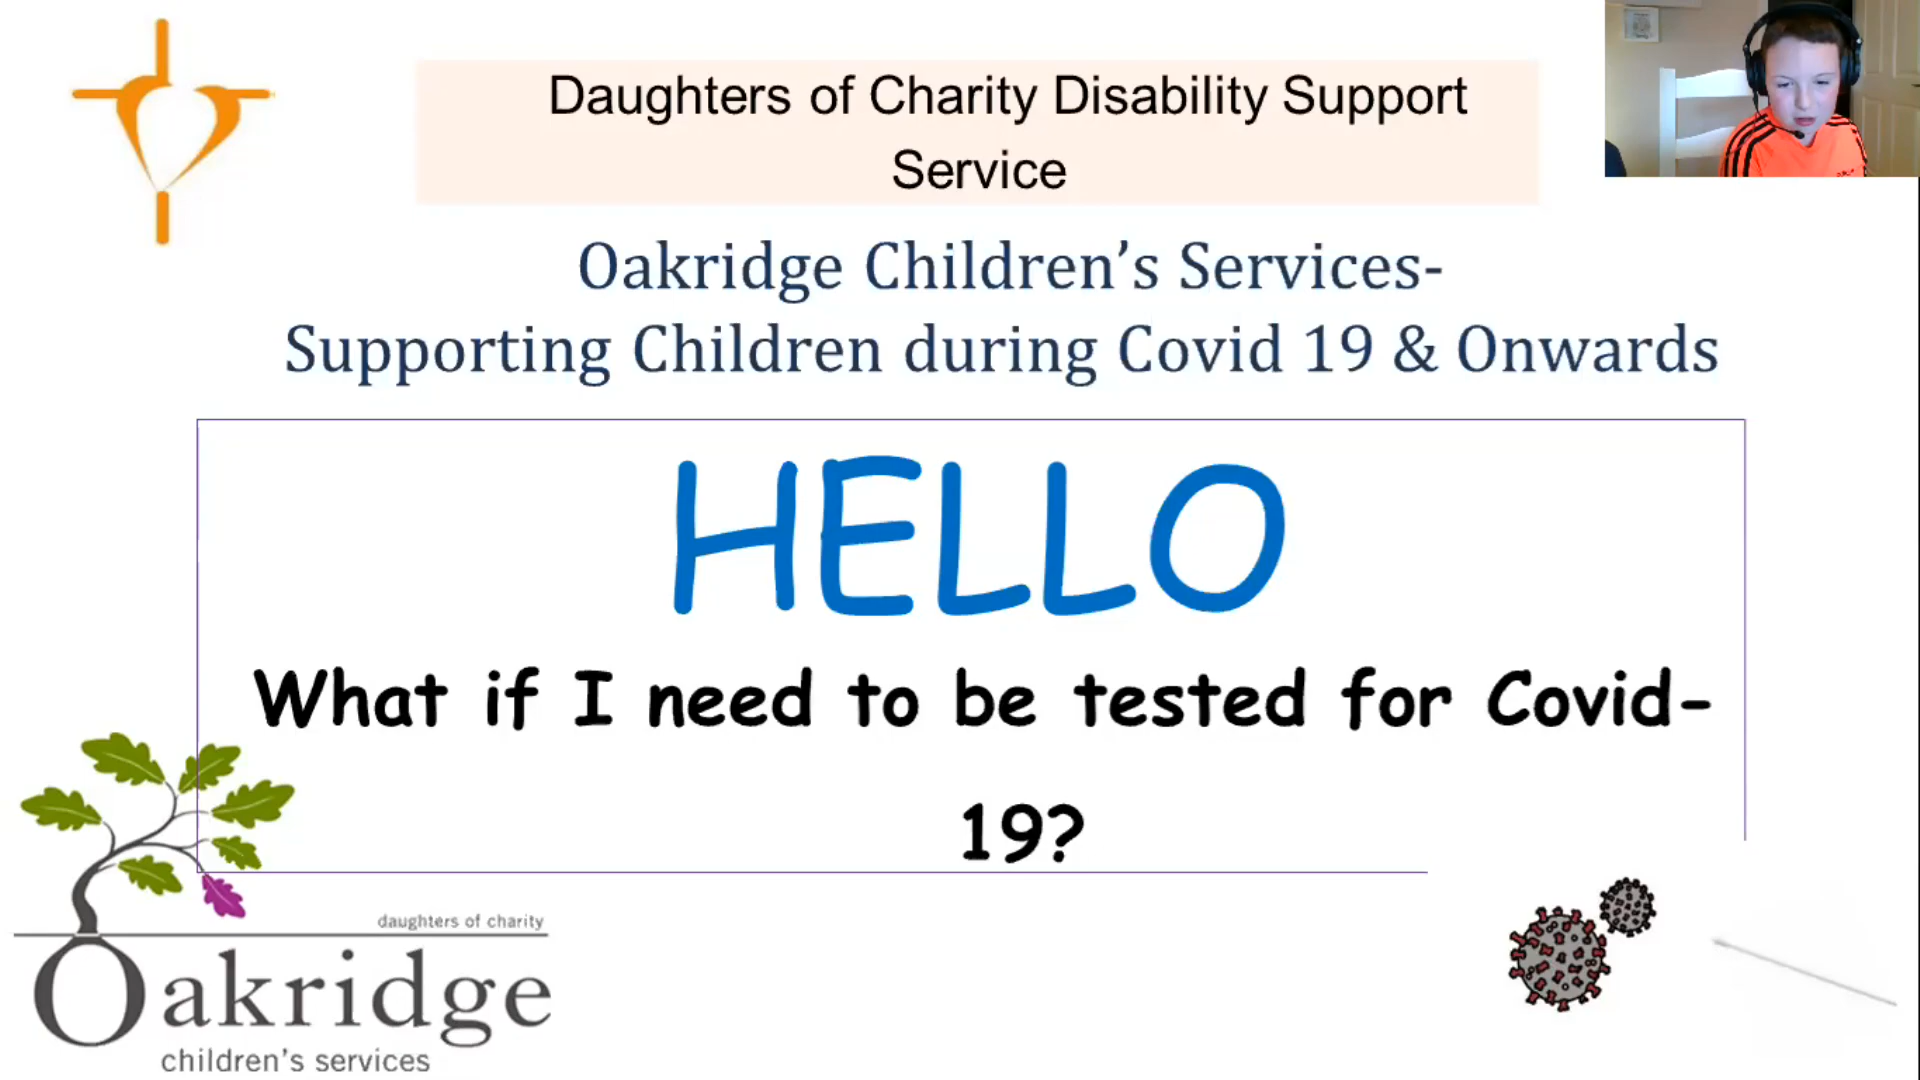 Daughters of Charity Disability Support
Service
Oakridge Children’s Services-
Supporting Children during Covid 19 & Onwards
HELLO
What if I need to be tested for Covid-
19?
daughters of charity
Oakridge
children’s services